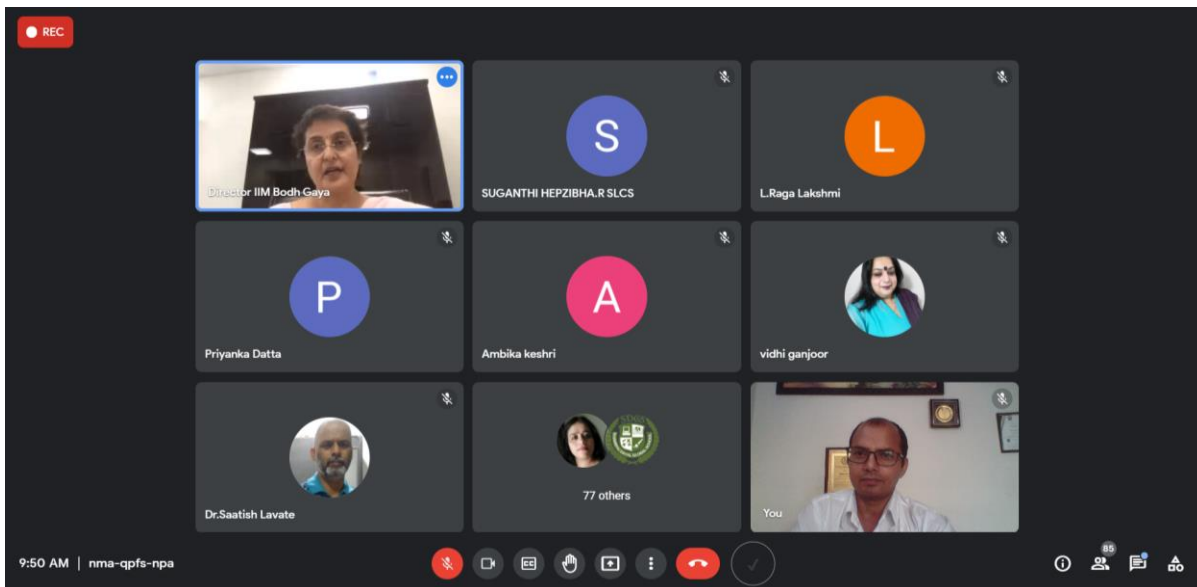 REC
Director IIM Bodh Gaya
S
SUGANTHI HEPZIBHA.R SLCS
L
L.Raga Lakshmi
P
Priyanka Datta
A
Ambika keshri
vidhi ganjoor
Dr.Saatish Lavate
77 others
You
9:50 AM | nma-qpfs-npa
CC
85